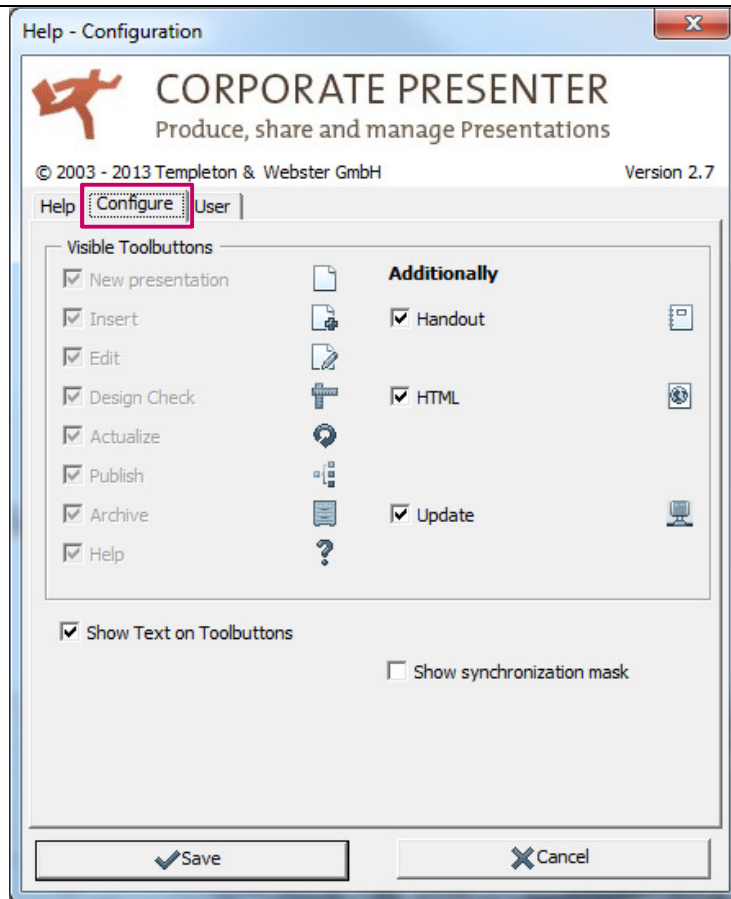 Help - Configuration
CORPORATE PRESENTER
Produce, share and manage Presentations
© 2003 - 2013 Templeton & Webster GmbH Version 2.7
Help Configure User
Visible Toolbuttons
New presentation Additionally
Insert Handout
Edit
Design Check HTML
Actualize
Publish
Archive Update
Help
Show Text on Toolbuttons
Show synchronization mask
Save Cancel